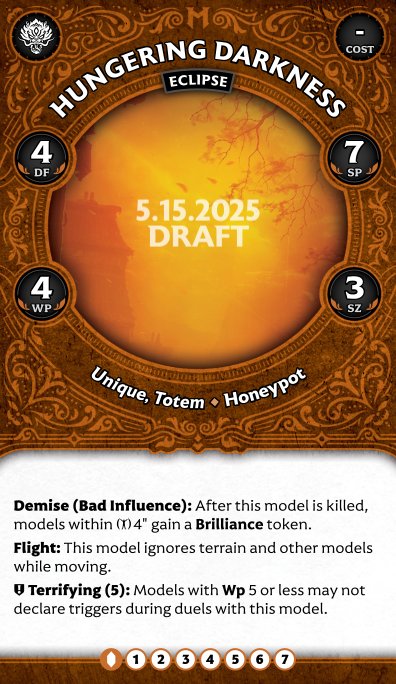 -
COST
HUNGERING DARKNESS
ECLIPSE
4
DF
7
SP
5.15.2025
DRAFT
4
WP
3
SZ
Unique, Totem ◆ Honeypot
Demise (Bad Influence): After this model is killed,
models within 4" gain a Brilliance token.
Flight: This model ignores terrain and other models
while moving.
Terrifying (5): Models with Wp 5 or less may not
declare triggers during duels with this model.
1 2 3 4 5 6 7